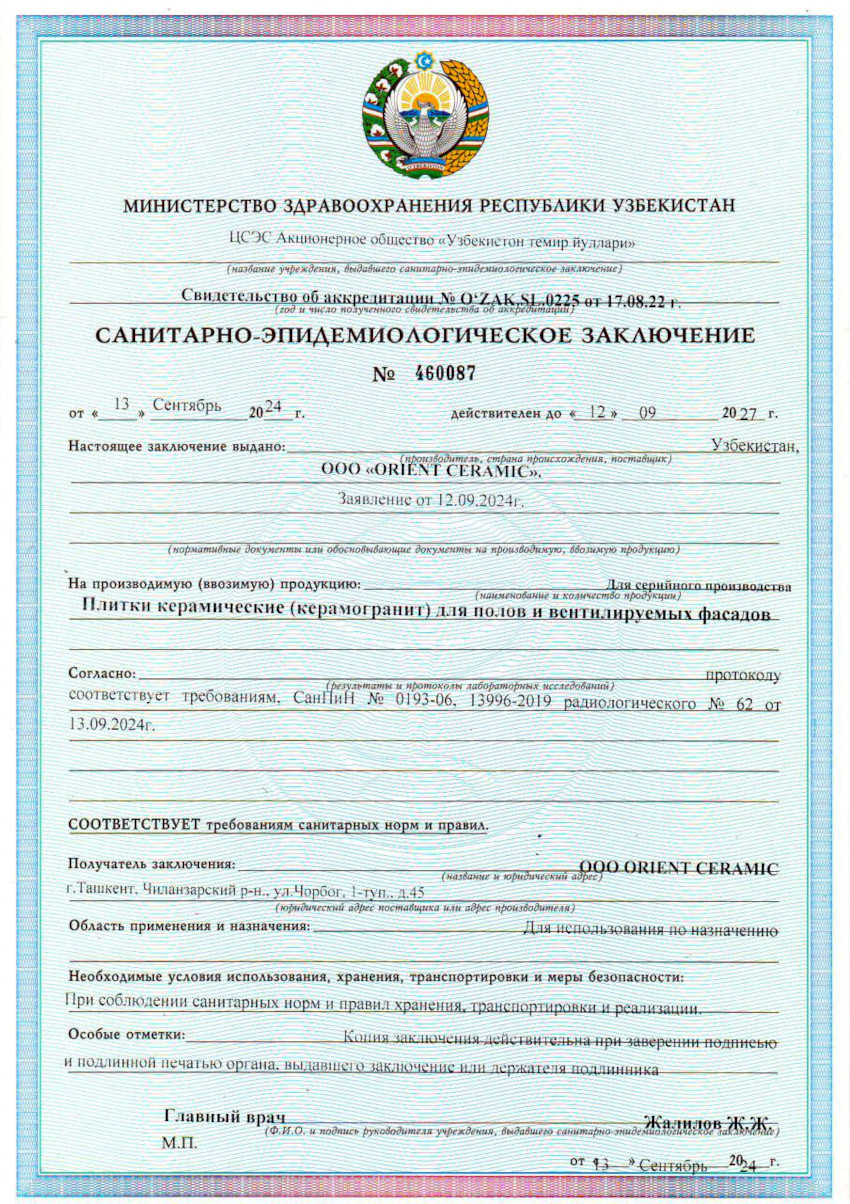 O'ZBEKISTON
МИНИСТЕРСТВО ЗДРАВООХРАНЕНИЯ РЕСПУБЛИКИ УЗБЕКИСТАН
ЦСЭС Акционерное общество «Узбекистон темир йуллари»
(название учреждения, выдавшего санитарно-эпидемиологическое заключение)
Свидетельство об аккредитации № O‘ZAK.SL.0225 от 17.08.22 г.
(год и число полученного свидетельства об аккредитации)
САНИТАРНО-ЭПИДЕМИОЛОГИЧЕСКОЕ ЗАКЛЮЧЕНИЕ
№ 460087
от « 13 » Сентябрь 2024 г. действителен до « 12 » 09 2027 г.
Настоящее заключение выдано: Узбекистан,
(производитель, страна происхождения, поставщик)
ООО «ORIENT CERAMIC».
Заявление от 12.09.2024г.
(нормативные документы или обосновывающие документы на производимую, ввозимую продукцию)
На производимую (ввозимую) продукцию: Для серийного производства
(наименование и количество продукции)
Плитки керамические (керамогранит) для полов и вентилируемых фасадов
Согласно: протоколу
(результаты и протоколы лабораторных исследований)
соответствует требованиям, СанПиН № 0193-06, 13996-2019 радиологического № 62 от
13.09.2024г.
СООТВЕТСТВУЕТ требованиям санитарных норм и правил.
Получатель заключения: ООО ORIENT CERAMIC
(название и юридический адрес)
г.Ташкент, Чиланзарский р-н., ул.Чорбог, 1-туп., д.45
(юридический адрес поставщика или адрес производителя)
Область применения и назначения: Для использования по назначению
Необходимые условия использования, хранения, транспортировки и меры безопасности:
При соблюдении санитарных норм и правил хранения, транспортировки и реализации.
Особые отметки: Копия заключения действительна при заверении подписью
и подлинной печатью органа, выдавшего заключение или держателя подлинника
Главный врач Жалилов Ж.Ж.
(Ф.И.О. и подпись руководителя учреждения, выдавшего санитарно-эпидемиологическое заключение)
М.П.
от « 13 » Сентябрь 2024 г.